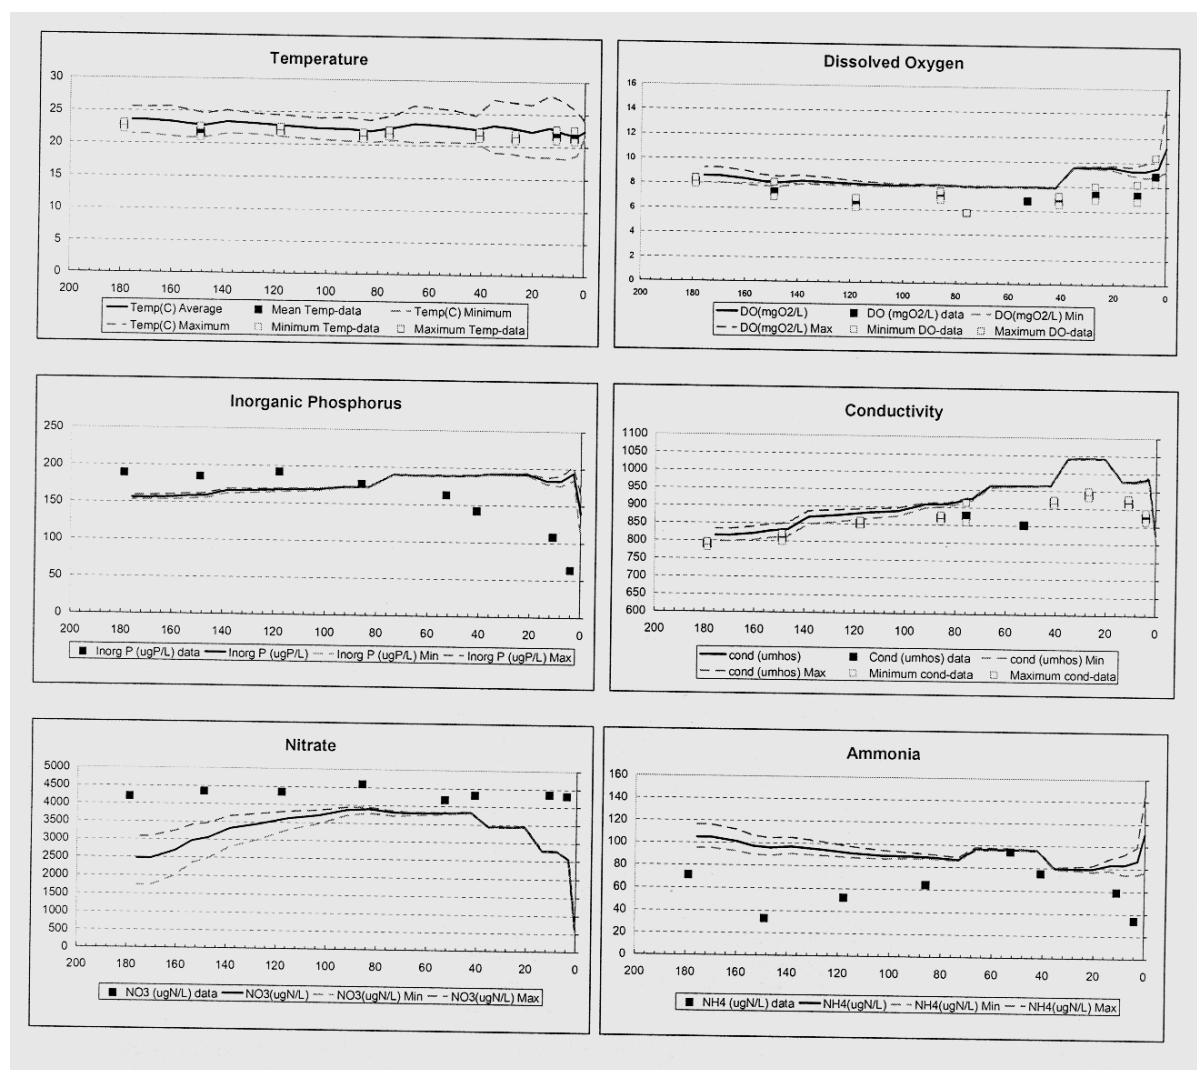 Temperature
30
25
20
15
10
5
0
200 180 160 140 120 100 80 60 40 20 0
Temp(C) Average Mean Temp-data Temp(C) Minimum
Temp(C) Maximum Minimum Temp-data Maximum Temp-data
Dissolved Oxygen
16
14
12
10
8
6
4
2
0
200 180 160 140 120 100 80 60 40 20 0
DO(mgO2/L) DO (mgO2/L) data DO(mgO2/L) Min
DO(mgO2/L) Max Minimum DO-data Maximum DO-data
Inorganic Phosphorus
250
200
150
100
50
0
200 180 160 140 120 100 80 60 40 20 0
Inorg P (ugP/L) data Inorg P (ugP/L) Inorg P (ugP/L) Min Inorg P (ugP/L) Max
Conductivity
1100
1050
1000
950
900
850
800
750
700
650
600
200 180 160 140 120 100 80 60 40 20 0
cond (umhos) Cond (umhos) data cond (umhos) Min
cond (umhos) Max Minimum cond-data Maximum cond-data
Nitrate
5000
4500
4000
3500
3000
2500
2000
1500
1000
500
0
200 180 160 140 120 100 80 60 40 20 0
NO3 (ugN/L) data NO3(ugN/L) NO3(ugN/L) Min NO3(ugN/L) Max
Ammonia
160
140
120
100
80
60
40
20
0
200 180 160 140 120 100 80 60 40 20 0
NH4 (ugN/L) data NH4(ugN/L) NH4(ugN/L) Min NH4(ugN/L) Max